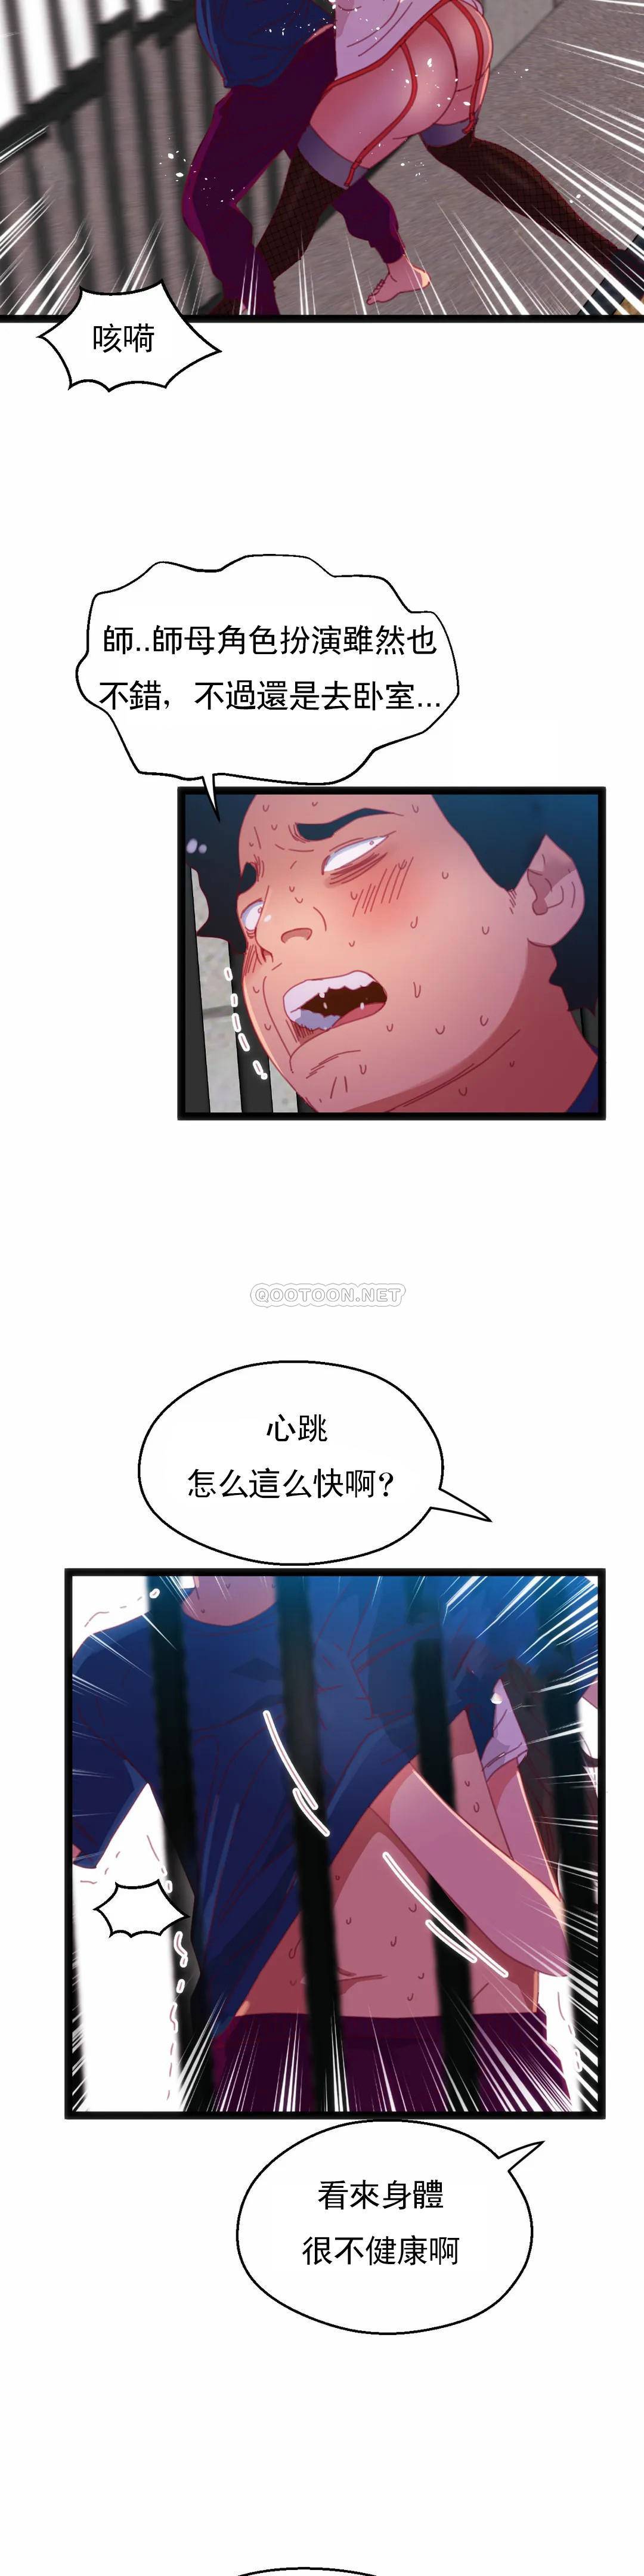 咳嗬
師..師母角色扮演雖然也
不錯，不過還是去卧室...
QOOTOON.NET
心跳
怎么這么快啊?
看來身體
很不健康啊